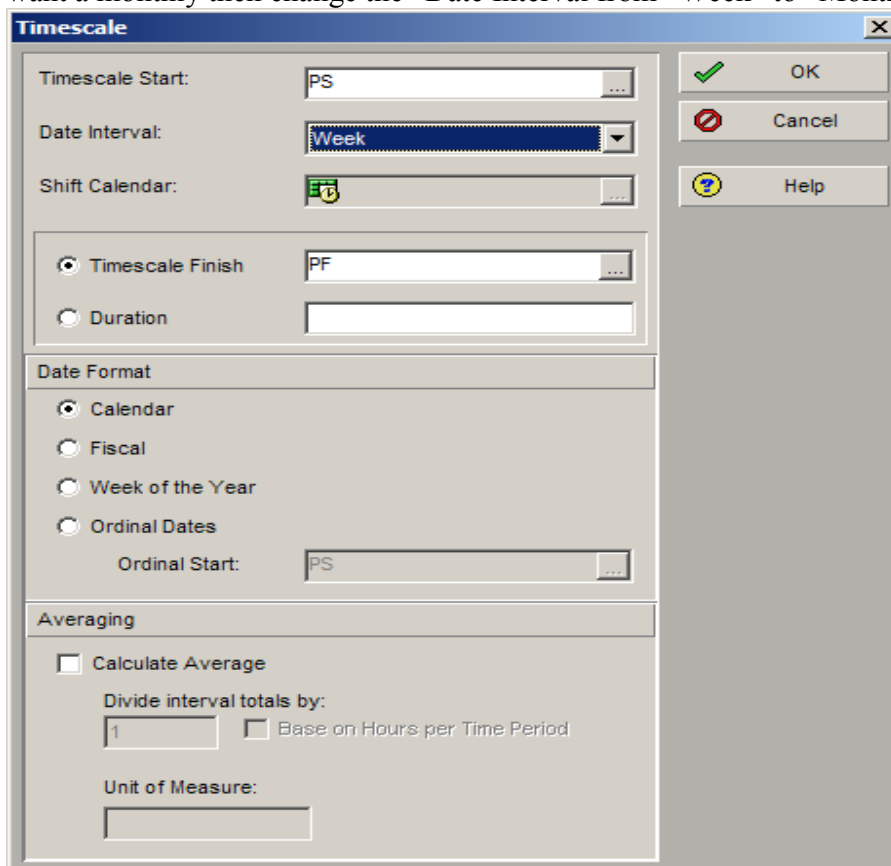 want a monthly then change the "Date Interval from "Week" to "Month
Timescale
Timescale Start: PS ... OK
Date Interval: Week Cancel
Shift Calendar: ... Help
Timescale Finish PF ...
Duration
Date Format
Calendar
Fiscal
Week of the Year
Ordinal Dates
Ordinal Start: PS ...
Averaging
Calculate Average
Divide interval totals by:
1 Base on Hours per Time Period
Unit of Measure: